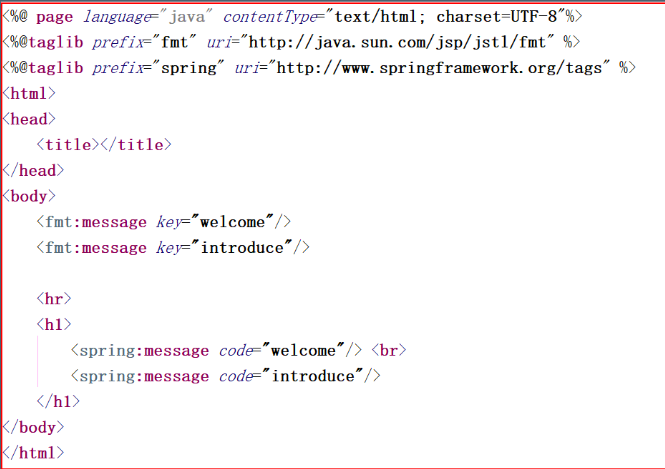 <%@ page language="java" contentType="text/html; charset=UTF-8"%>
<%@taglib prefix="fmt" uri="http://java.sun.com/jsp/jstl/fmt" %>
<%@taglib prefix="spring" uri="http://www.springframework.org/tags" %>
<html>
<head>
    <title></title>
</head>
<body>
    <fmt:message key="welcome"/>
    <fmt:message key="introduce"/>

    <hr>
    <h1>
        <spring:message code="welcome"/> <br>
        <spring:message code="introduce"/>
    </h1>
</body>
</html>